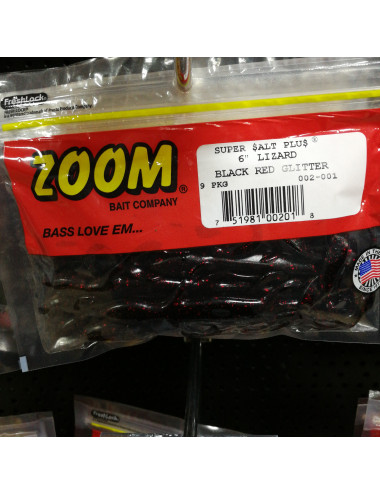 FreshLock
ZOOM®
BAIT COMPANY
BASS LOVE EM...
SUPER $ALT PLU$®
6" LIZARD
BLACK RED GLITTER
9 PKG
002-001
7 51981 00201 8